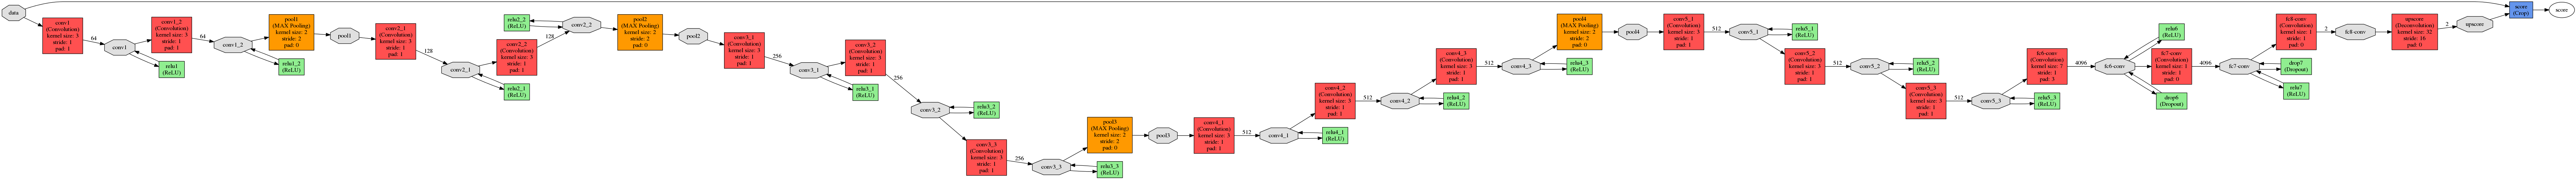 data
conv1
(Convolution)
kernel size: 3
stride: 1
pad: 1
64
conv1
conv1_2
(Convolution)
kernel size: 3
stride: 1
pad: 1
relu1
(ReLU)
64
conv1_2
pool1
(MAX Pooling)
kernel size: 2
stride: 2
pad: 0
relu1_2
(ReLU)
pool1
conv2_1
(Convolution)
kernel size: 3
stride: 1
pad: 1
128
conv2_1
relu2_2
(ReLU)
conv2_2
(Convolution)
kernel size: 3
stride: 1
pad: 1
relu2_1
(ReLU)
128
conv2_2
pool2
(MAX Pooling)
kernel size: 2
stride: 2
pad: 0
pool2
conv3_1
(Convolution)
kernel size: 3
stride: 1
pad: 1
256
conv3_1
conv3_2
(Convolution)
kernel size: 3
stride: 1
pad: 1
relu3_1
(ReLU)
256
conv3_2
relu3_2
(ReLU)
conv3_3
(Convolution)
kernel size: 3
stride: 1
pad: 1
256
conv3_3
pool3
(MAX Pooling)
kernel size: 2
stride: 2
pad: 0
relu3_3
(ReLU)
pool3
conv4_1
(Convolution)
kernel size: 3
stride: 1
pad: 1
512
conv4_1
conv4_2
(Convolution)
kernel size: 3
stride: 1
pad: 1
relu4_1
(ReLU)
512
conv4_2
conv4_3
(Convolution)
kernel size: 3
stride: 1
pad: 1
relu4_2
(ReLU)
512
conv4_3
pool4
(MAX Pooling)
kernel size: 2
stride: 2
pad: 0
relu4_3
(ReLU)
pool4
conv5_1
(Convolution)
kernel size: 3
stride: 1
pad: 1
512
conv5_1
relu5_1
(ReLU)
conv5_2
(Convolution)
kernel size: 3
stride: 1
pad: 1
512
conv5_2
relu5_2
(ReLU)
conv5_3
(Convolution)
kernel size: 3
stride: 1
pad: 1
512
conv5_3
fc6-conv
(Convolution)
kernel size: 7
stride: 1
pad: 3
relu5_3
(ReLU)
4096
fc6-conv
relu6
(ReLU)
fc7-conv
(Convolution)
kernel size: 1
stride: 1
pad: 0
drop6
(Dropout)
4096
fc7-conv
fc8-conv
(Convolution)
kernel size: 1
stride: 1
pad: 0
drop7
(Dropout)
relu7
(ReLU)
2
fc8-conv
upscore
(Deconvolution)
kernel size: 32
stride: 16
pad: 0
2
upscore
score
(Crop)
score